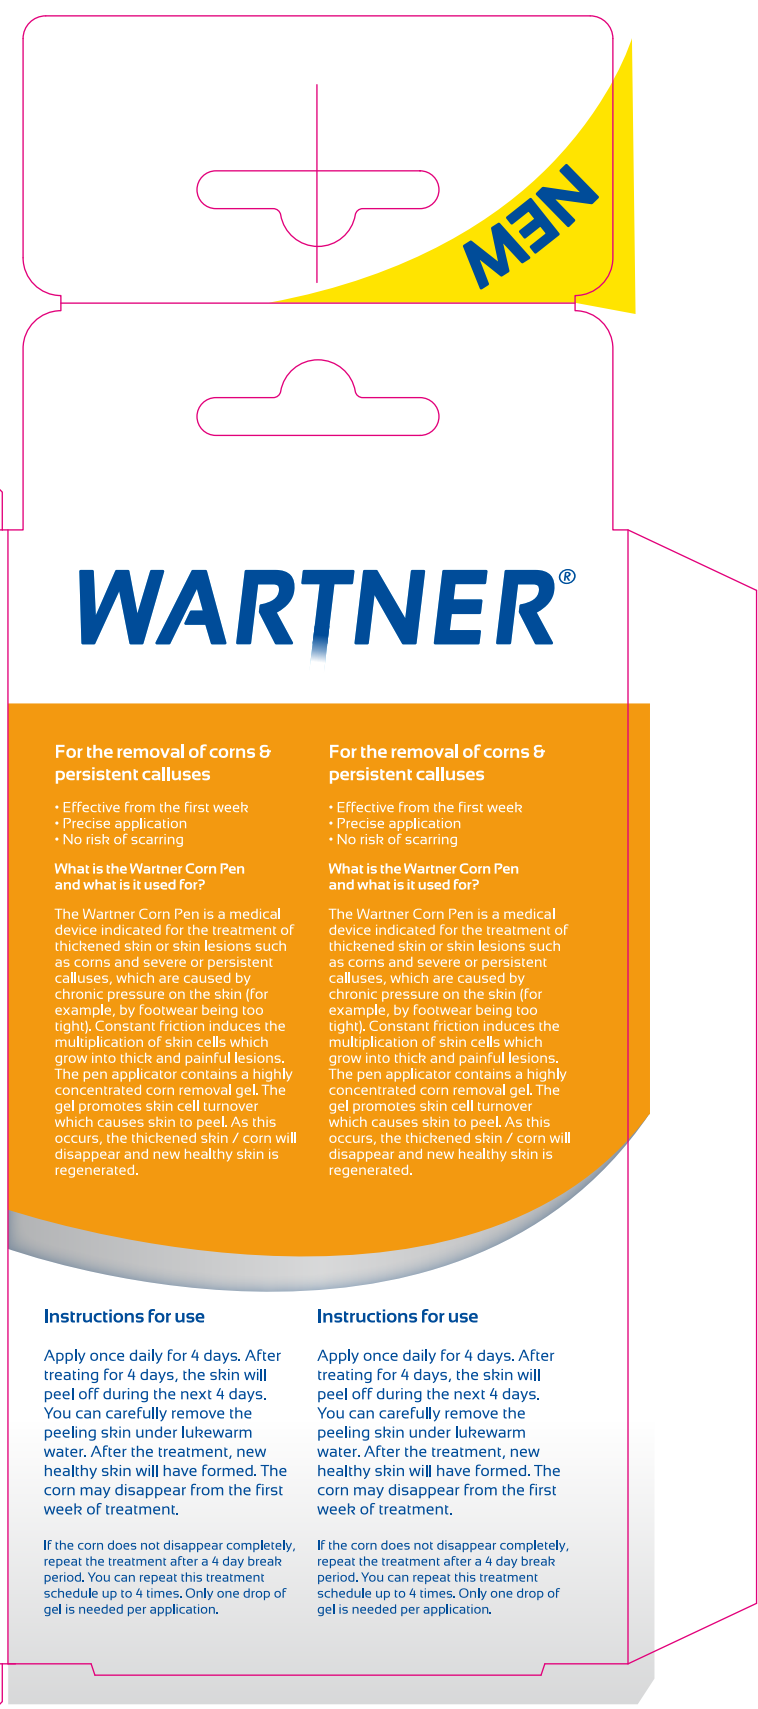 NEW
WARTNER®
For the removal of corns &
persistent calluses
• Effective from the first week
• Precise application
• No risk of scarring
What is the Wartner Corn Pen
and what is it used for?
The Wartner Corn Pen is a medical
device indicated for the treatment of
thickened skin or skin lesions such
as corns and severe or persistent
calluses, which are caused by
chronic pressure on the skin (for
example, by footwear being too
tight). Constant friction induces the
multiplication of skin cells which
grow into thick and painful lesions.
The pen applicator contains a highly
concentrated corn removal gel. The
gel promotes skin cell turnover
which causes skin to peel. As this
occurs, the thickened skin / corn will
disappear and new healthy skin is
regenerated.
For the removal of corns &
persistent calluses
• Effective from the first week
• Precise application
• No risk of scarring
What is the Wartner Corn Pen
and what is it used for?
The Wartner Corn Pen is a medical
device indicated for the treatment of
thickened skin or skin lesions such
as corns and severe or persistent
calluses, which are caused by
chronic pressure on the skin (for
example, by footwear being too
tight). Constant friction induces the
multiplication of skin cells which
grow into thick and painful lesions.
The pen applicator contains a highly
concentrated corn removal gel. The
gel promotes skin cell turnover
which causes skin to peel. As this
occurs, the thickened skin / corn will
disappear and new healthy skin is
regenerated.
Instructions for use
Apply once daily for 4 days. After
treating for 4 days, the skin will
peel off during the next 4 days.
You can carefully remove the
peeling skin under lukewarm
water. After the treatment, new
healthy skin will have formed. The
corn may disappear from the first
week of treatment.
If the corn does not disappear completely,
repeat the treatment after a 4 day break
period. You can repeat this treatment
schedule up to 4 times. Only one drop of
gel is needed per application.
Instructions for use
Apply once daily for 4 days. After
treating for 4 days, the skin will
peel off during the next 4 days.
You can carefully remove the
peeling skin under lukewarm
water. After the treatment, new
healthy skin will have formed. The
corn may disappear from the first
week of treatment.
If the corn does not disappear completely,
repeat the treatment after a 4 day break
period. You can repeat this treatment
schedule up to 4 times. Only one drop of
gel is needed per application.